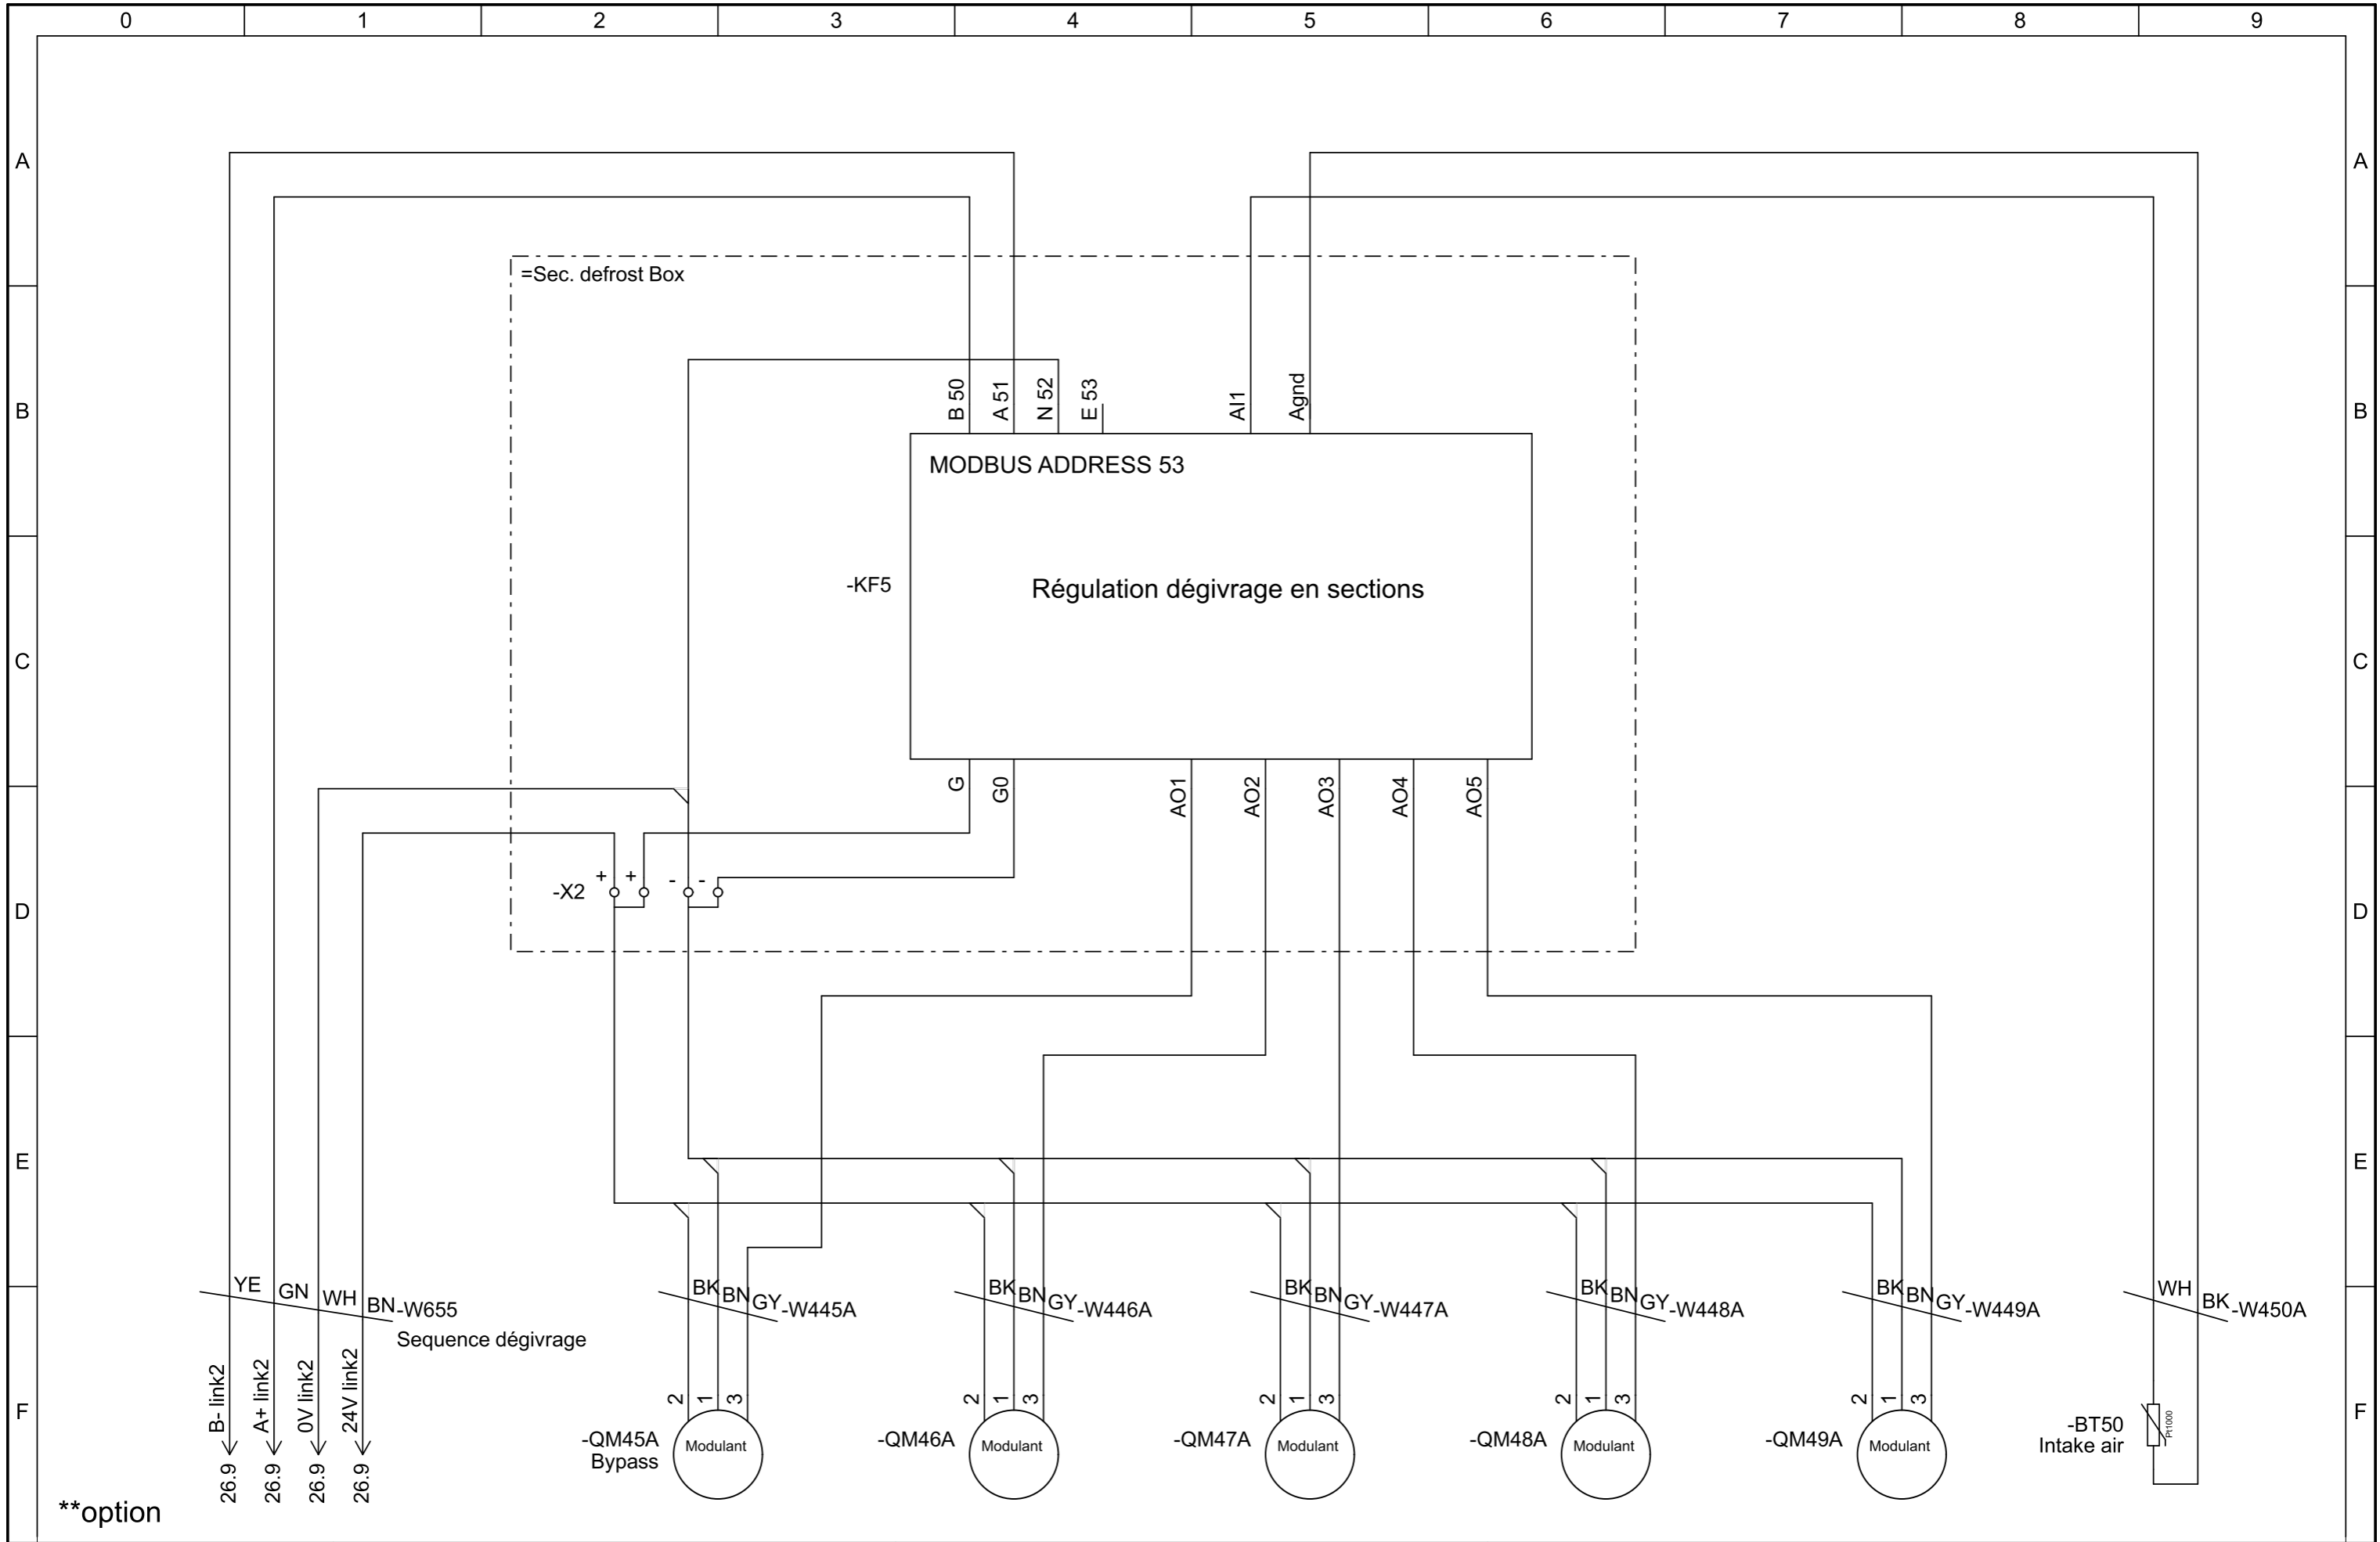 0 1 2 3 4 5 6 7 8 9
A A
=Sec. defrost Box
B 50 A 51 N 52 E 53 AI1 Agnd
B B
MODBUS ADDRESS 53
-KF5 Régulation dégivrage en sections
C C
G G0 AO1 AO2 AO3 AO4 AO5
-X2 + + - -
D D
E E
YE GN WH BN -W655
Sequence dégivrage
BK BN GY -W445A
BK BN GY -W446A
BK BN GY -W447A
BK BN GY -W448A
BK BN GY -W449A
WH BK -W450A
B- link2 A+ link2 0V link2 24V link2
2 1 3 2 1 3 2 1 3 2 1 3 2 1 3
F F
-QM45A Modulant
Bypass
-QM46A Modulant
-QM47A Modulant
-QM48A Modulant
-QM49A Modulant
-BT50 Pt1000
Intake air
26.9 26.9 26.9 26.9
**option